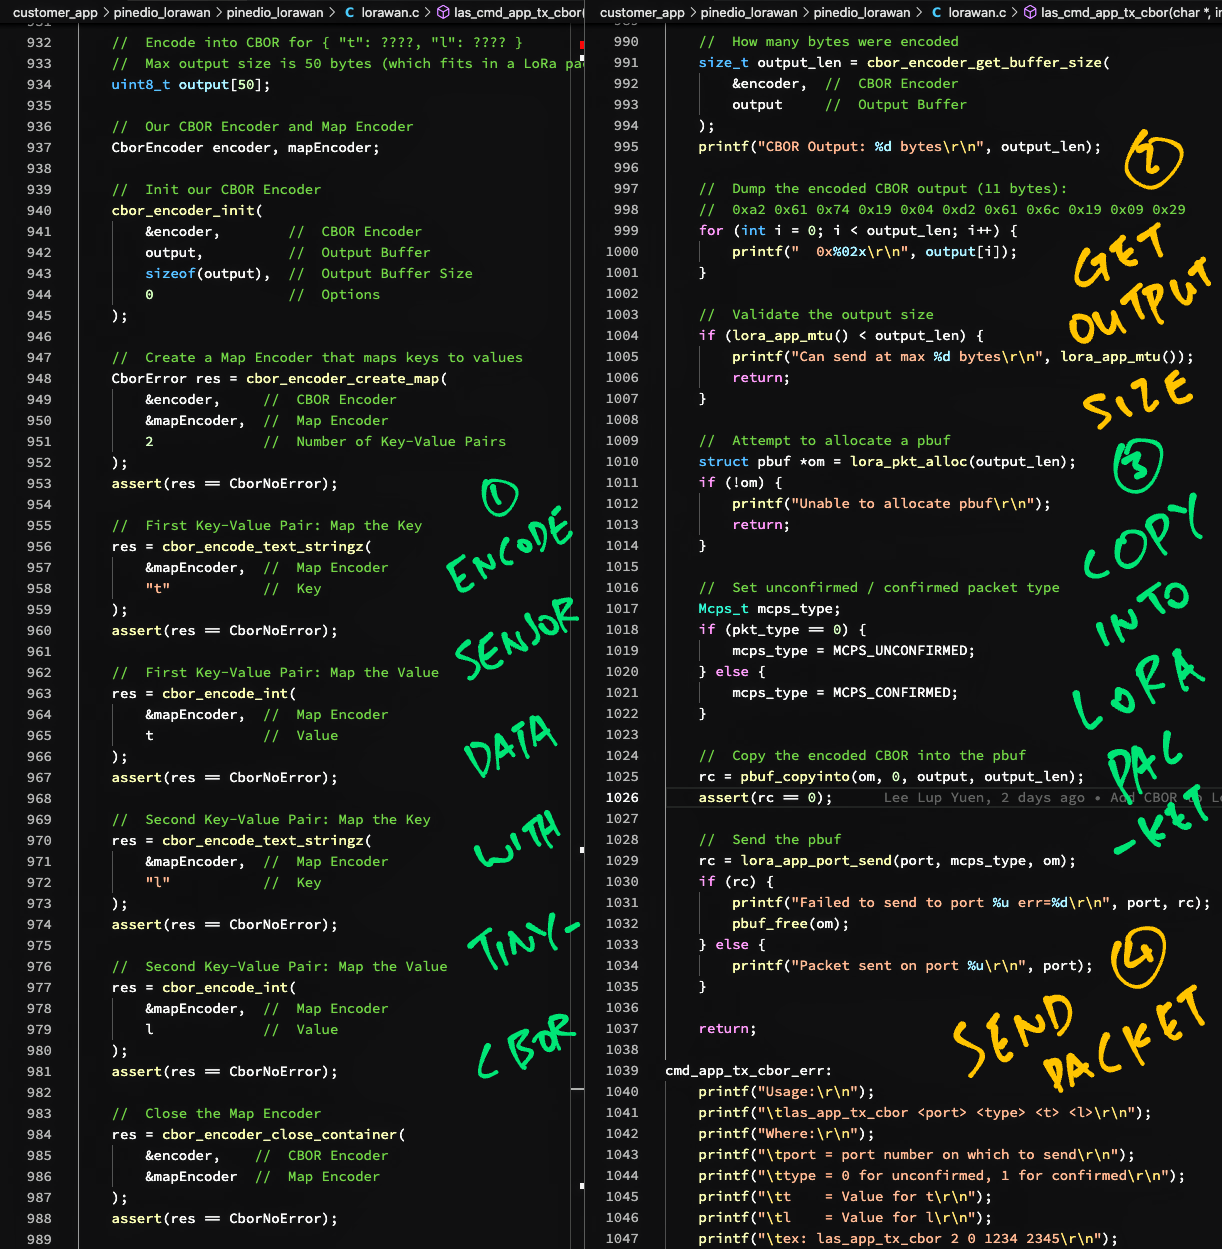 customer_app > pinedio_lorawan > pinedio_lorawan > C lorawan.c > las_cmd_app_tx_cbor(
932 // Encode into CBOR for { "t": ????, "l": ???? }
933 // Max output size is 50 bytes (which fits in a LoRa pa
934 uint8_t output[50];
935
936 // Our CBOR Encoder and Map Encoder
937 CborEncoder encoder, mapEncoder;
938
939 // Init our CBOR Encoder
940 cbor_encoder_init(
941 &encoder, // CBOR Encoder
942 output, // Output Buffer
943 sizeof(output), // Output Buffer Size
944 0 // Options
945 );
946
947 // Create a Map Encoder that maps keys to values
948 CborError res = cbor_encoder_create_map(
949 &encoder, // CBOR Encoder
950 &mapEncoder, // Map Encoder
951 2 // Number of Key-Value Pairs
952 );
953 assert(res == CborNoError);
954
955 // First Key-Value Pair: Map the Key
956 res = cbor_encode_text_stringz(
957 &mapEncoder, // Map Encoder
958 "t" // Key
959 );
960 assert(res == CborNoError);
961
962 // First Key-Value Pair: Map the Value
963 res = cbor_encode_int(
964 &mapEncoder, // Map Encoder
965 t // Value
966 );
967 assert(res == CborNoError);
968
969 // Second Key-Value Pair: Map the Key
970 res = cbor_encode_text_stringz(
971 &mapEncoder, // Map Encoder
972 "l" // Key
973 );
974 assert(res == CborNoError);
975
976 // Second Key-Value Pair: Map the Value
977 res = cbor_encode_int(
978 &mapEncoder, // Map Encoder
979 l // Value
980 );
981 assert(res == CborNoError);
982
983 // Close the Map Encoder
984 res = cbor_encoder_close_container(
985 &encoder, // CBOR Encoder
986 &mapEncoder // Map Encoder
987 );
988 assert(res == CborNoError);
989
1
ENCODE
SENSOR
DATA
WITH
TINY-
CBOR
customer_app > pinedio_lorawan > pinedio_lorawan > C lorawan.c > las_cmd_app_tx_cbor(char *, i
990 // How many bytes were encoded
991 size_t output_len = cbor_encoder_get_buffer_size(
992 &encoder, // CBOR Encoder
993 output // Output Buffer
994 );
995 printf("CBOR Output: %d bytes\r\n", output_len);
996
997 // Dump the encoded CBOR output (11 bytes):
998 // 0xa2 0x61 0x74 0x19 0x04 0xd2 0x61 0x6c 0x19 0x09 0x29
999 for (int i = 0; i < output_len; i++) {
1000 printf(" 0x%02x\r\n", output[i]);
1001 }
1002
1003 // Validate the output size
1004 if (lora_app_mtu() < output_len) {
1005 printf("Can send at max %d bytes\r\n", lora_app_mtu());
1006 return;
1007 }
1008
1009 // Attempt to allocate a pbuf
1010 struct pbuf *om = lora_pkt_alloc(output_len);
1011 if (!om) {
1012 printf("Unable to allocate pbuf\r\n");
1013 return;
1014 }
1015
1016 // Set unconfirmed / confirmed packet type
1017 Mcps_t mcps_type;
1018 if (pkt_type == 0) {
1019 mcps_type = MCPS_UNCONFIRMED;
1020 } else {
1021 mcps_type = MCPS_CONFIRMED;
1022 }
1023
1024 // Copy the encoded CBOR into the pbuf
1025 rc = pbuf_copyinto(om, 0, output, output_len);
1026 assert(rc == 0); Lee Lup Yuen, 2 days ago • Add CBOR
1027
1028 // Send the pbuf
1029 rc = lora_app_port_send(port, mcps_type, om);
1030 if (rc) {
1031 printf("Failed to send to port %u err=%d\r\n", port, rc);
1032 pbuf_free(om);
1033 } else {
1034 printf("Packet sent on port %u\r\n", port);
1035 }
1036
1037 return;
1038
1039 cmd_app_tx_cbor_err:
1040 printf("Usage:\r\n");
1041 printf("\tlas_app_tx_cbor <port> <type> <t> <l>\r\n");
1042 printf("Where:\r\n");
1043 printf("\tport = port number on which to send\r\n");
1044 printf("\ttype = 0 for unconfirmed, 1 for confirmed\r\n");
1045 printf("\tt = Value for t\r\n");
1046 printf("\tl = Value for l\r\n");
1047 printf("\tex: las_app_tx_cbor 2 0 1234 2345\r\n");
2
GET
OUTPUT
SIZE
3
COPY
INTO
LORA
PAC
-KET
4
SEND
PACKET